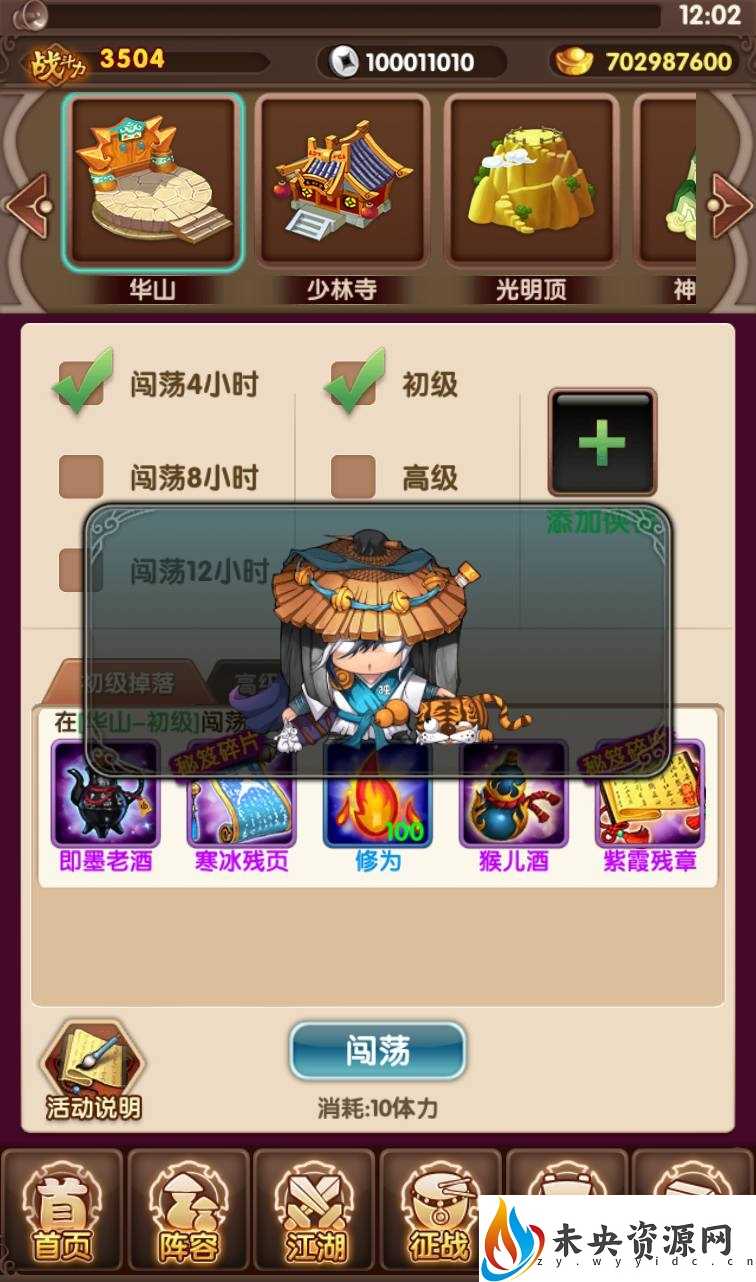 12:02
战斗力 3504 100011010 702987600
华山 少林寺 光明顶 神
闯荡4小时 初级
闯荡8小时 高级
添加侠
闯荡12小时
独
初级掉落 高级
在[华山-初级]闯荡
秘笈碎片 秘笈碎片
100
即墨老酒 寒冰残页 修为 猴儿酒 紫霞残章
闯荡
活动说明 消耗:10体力
首
首页 阵容 江湖 征战
未央资源网
zy.wyyidc.cn